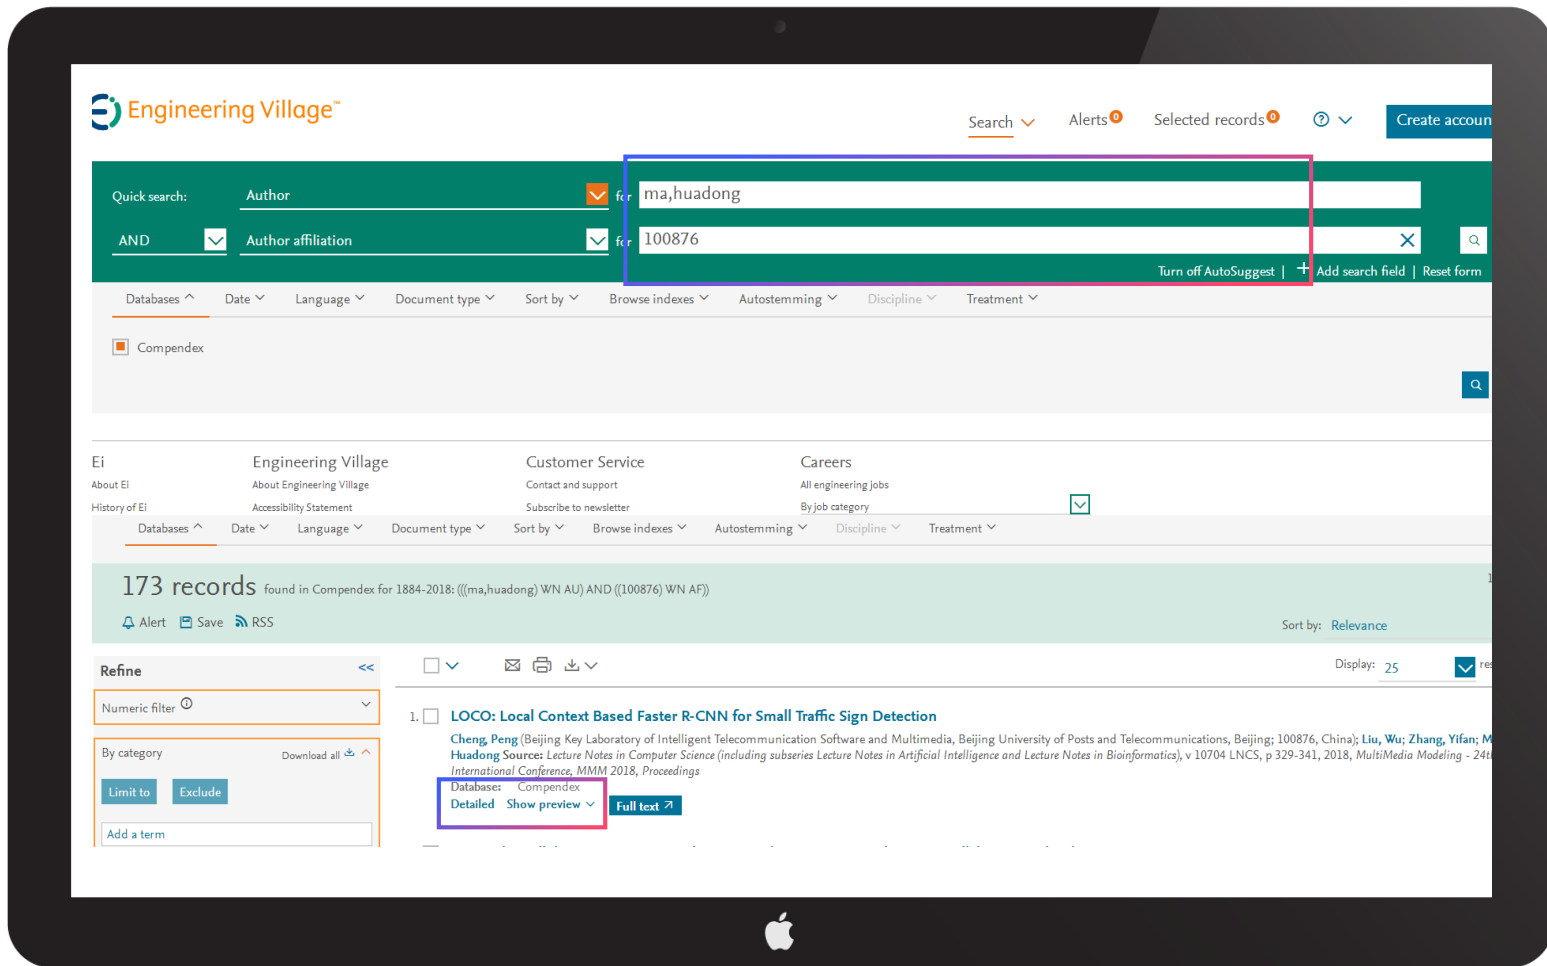 Engineering Village™
Search Alerts 0 Selected records 0 ? Create accoun
Quick search: Author for ma,huadong
AND Author affiliation for 100876
Turn off AutoSuggest | + Add search field | Reset form
Databases Date Language Document type Sort by Browse indexes Autostemming Discipline Treatment
Compendex
Ei Engineering Village Customer Service Careers
About Ei About Engineering Village Contact and support All engineering jobs
History of Ei Accessibility Statement Subscribe to newsletter By job category
Databases Date Language Document type Sort by Browse indexes Autostemming Discipline Treatment
173 records found in Compendex for 1884-2018: (((ma,huadong) WN AU) AND ((100876) WN AF))
Alert Save RSS
Sort by: Relevance
Refine << Display: 25 res
Numeric filter
1. LOCO: Local Context Based Faster R-CNN for Small Traffic Sign Detection
Cheng, Peng (Beijing Key Laboratory of Intelligent Telecommunication Software and Multimedia, Beijing University of Posts and Telecommunications, Beijing; 100876, China); Liu, Wu; Zhang, Yifan; M
Huadong Source: Lecture Notes in Computer Science (including subseries Lecture Notes in Artificial Intelligence and Lecture Notes in Bioinformatics), v 10704 LNCS, p 329-341, 2018, MultiMedia Modeling - 24th
International Conference, MMM 2018, Proceedings
Database: Compendex
Detailed Show preview Full text
By category Download all
Limit to Exclude
Add a term